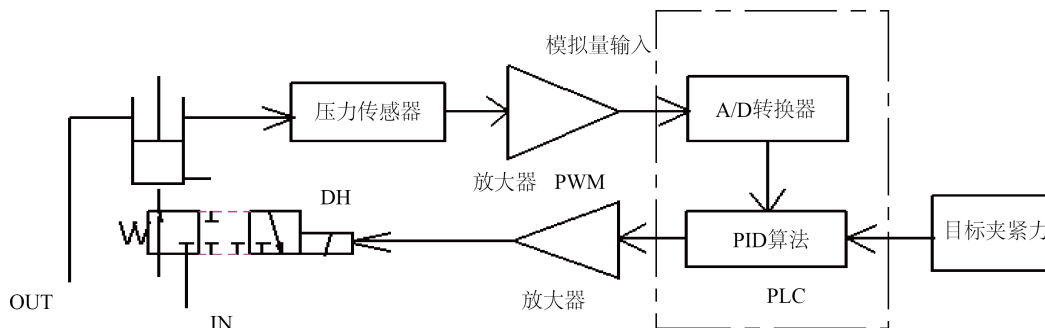 模拟量输入
压力传感器
A/D转换器
放大器 PWM
DH
PID算法
目标夹紧力
放大器
PLC
OUT
IN